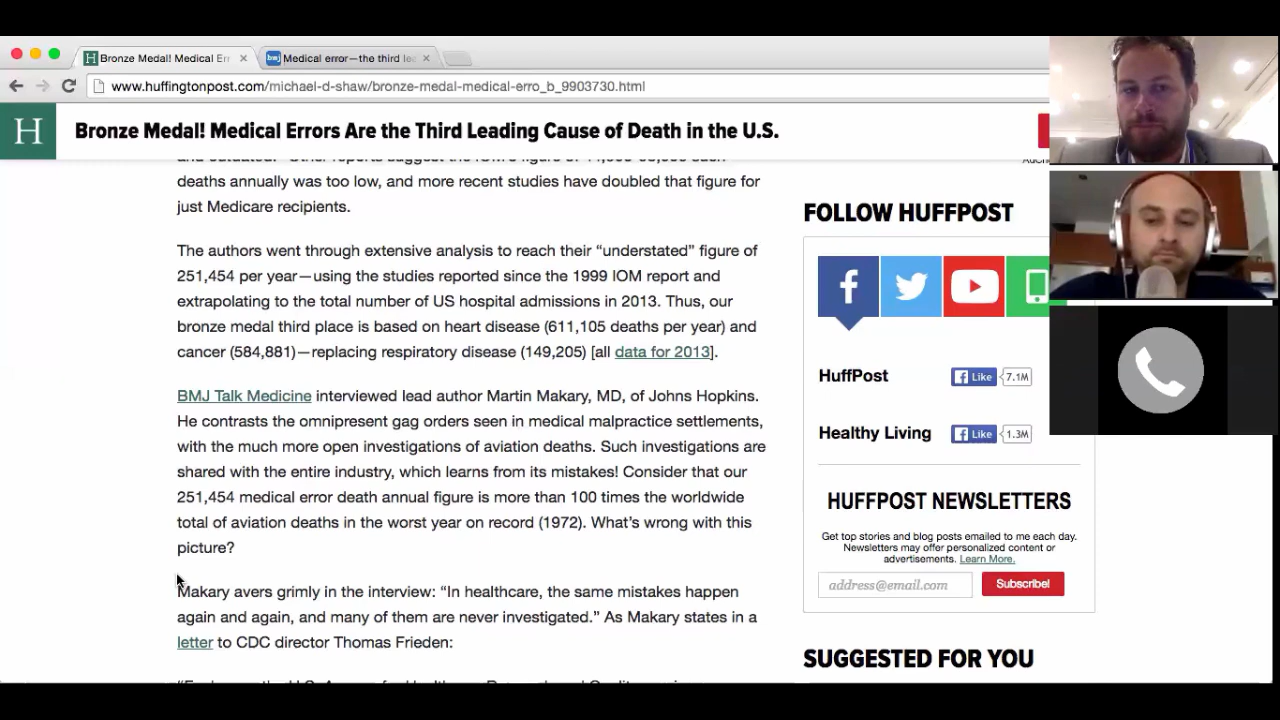 Bronze Medal! Medical Err
Medical error—the third lea
www.huffingtonpost.com/michael-d-shaw/bronze-medal-medical-erro_b_9903730.html
H
Bronze Medal! Medical Errors Are the Third Leading Cause of Death in the U.S.
deaths annually was too low, and more recent studies have doubled that figure for
just Medicare recipients.
The authors went through extensive analysis to reach their “understated” figure of
251,454 per year—using the studies reported since the 1999 IOM report and
extrapolating to the total number of US hospital admissions in 2013. Thus, our
bronze medal third place is based on heart disease (611,105 deaths per year) and
cancer (584,881)—replacing respiratory disease (149,205) [all data for 2013].
BMJ Talk Medicine interviewed lead author Martin Makary, MD, of Johns Hopkins.
He contrasts the omnipresent gag orders seen in medical malpractice settlements,
with the much more open investigations of aviation deaths. Such investigations are
shared with the entire industry, which learns from its mistakes! Consider that our
251,454 medical error death annual figure is more than 100 times the worldwide
total of aviation deaths in the worst year on record (1972). What’s wrong with this
picture?
Makary avers grimly in the interview: “In healthcare, the same mistakes happen
again and again, and many of them are never investigated.” As Makary states in a
letter to CDC director Thomas Frieden:
FOLLOW HUFFPOST
HuffPost Like 7.1M
Healthy Living Like 1.3M
HUFFPOST NEWSLETTERS
Get top stories and blog posts emailed to me each day.
Newsletters may offer personalized content or
advertisements. Learn More.
address@email.com Subscribe!
SUGGESTED FOR YOU